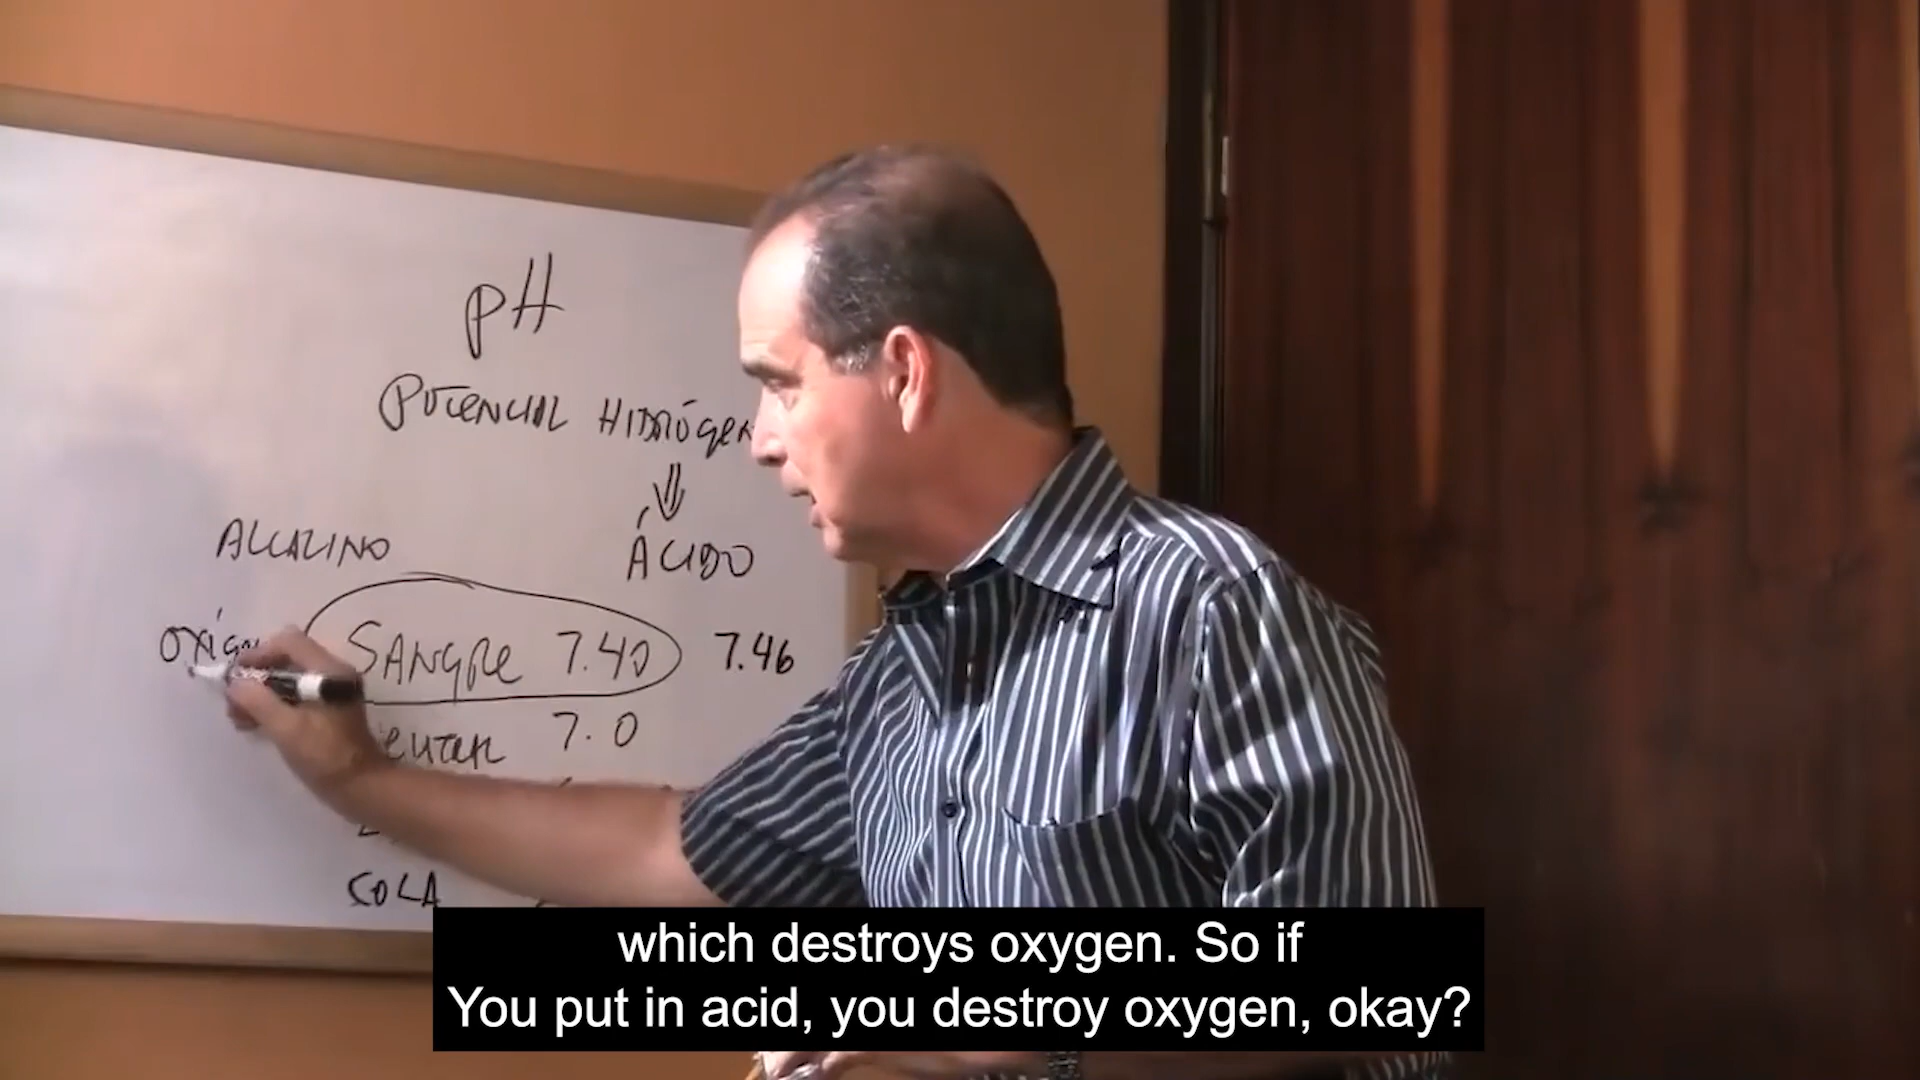 pH
POTENCIAL HIDRÓGEN
ALCALINO ÁCIDO
SANGRE 7.40 7.46
7.0
COLA
which destroys oxygen. So if
You put in acid, you destroy oxygen, okay?